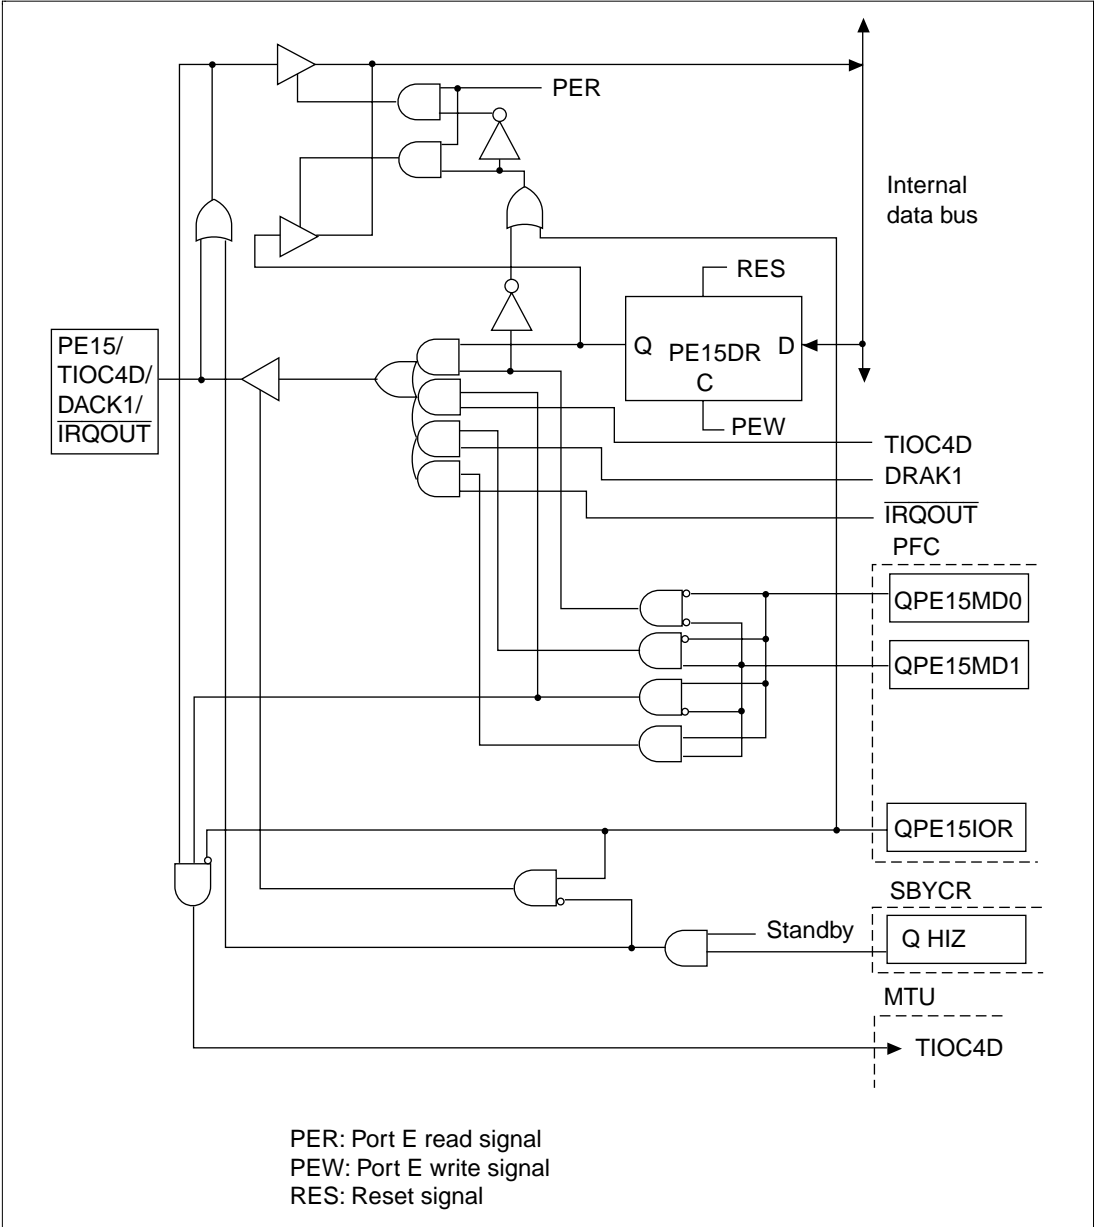 PER
Internal
data bus
RES
PE15/
TIOC4D/
DACK1/
IRQOUT
Q PE15DR D
C
PEW
TIOC4D
DRAK1
IRQOUT
PFC
QPE15MD0
QPE15MD1
QPE15IOR
SBYCR
Standby
Q HIZ
MTU
TIOC4D
PER: Port E read signal
PEW: Port E write signal
RES: Reset signal